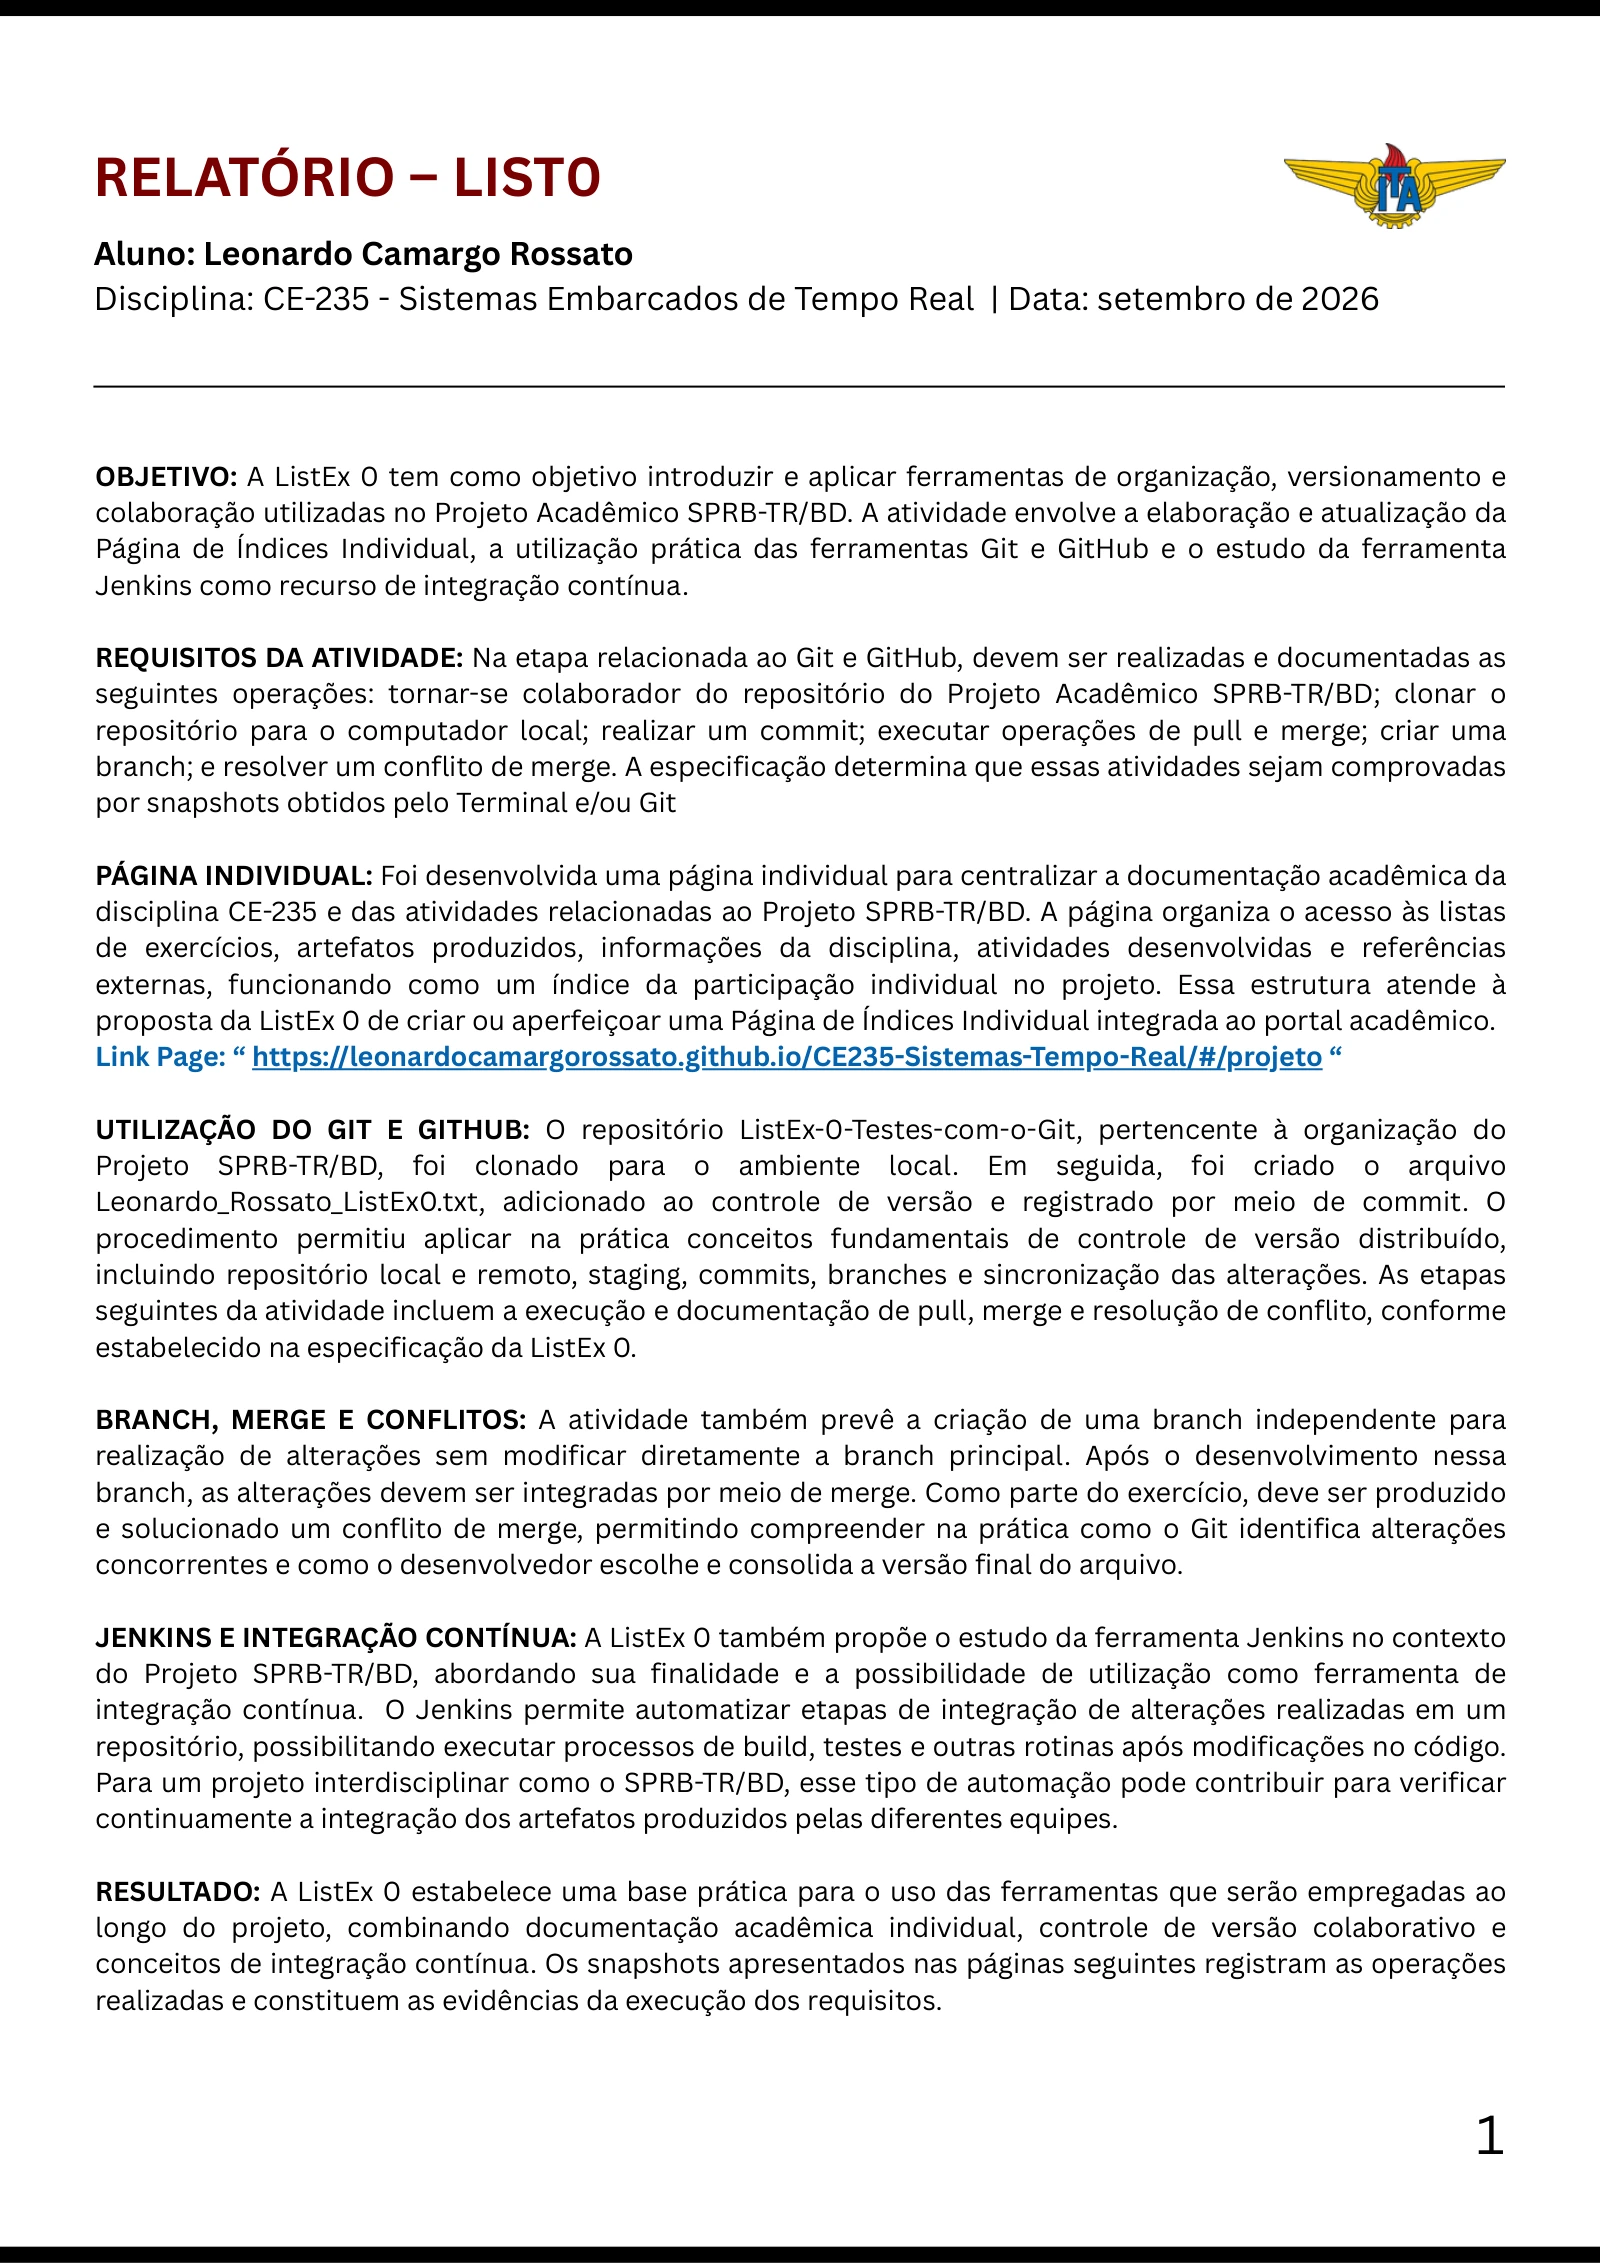 RELATÓRIO – LIST0
ITA
Aluno: Leonardo Camargo Rossato
Disciplina: CE-235 - Sistemas Embarcados de Tempo Real | Data: setembro de 2026
OBJETIVO: A ListEx 0 tem como objetivo introduzir e aplicar ferramentas de organização, versionamento e
colaboração utilizadas no Projeto Acadêmico SPRB-TR/BD. A atividade envolve a elaboração e atualização da
Página de Índices Individual, a utilização prática das ferramentas Git e GitHub e o estudo da ferramenta
Jenkins como recurso de integração contínua.
REQUISITOS DA ATIVIDADE: Na etapa relacionada ao Git e GitHub, devem ser realizadas e documentadas as
seguintes operações: tornar-se colaborador do repositório do Projeto Acadêmico SPRB-TR/BD; clonar o
repositório para o computador local; realizar um commit; executar operações de pull e merge; criar uma
branch; e resolver um conflito de merge. A especificação determina que essas atividades sejam comprovadas
por snapshots obtidos pelo Terminal e/ou Git
PÁGINA INDIVIDUAL: Foi desenvolvida uma página individual para centralizar a documentação acadêmica da
disciplina CE-235 e das atividades relacionadas ao Projeto SPRB-TR/BD. A página organiza o acesso às listas
de exercícios, artefatos produzidos, informações da disciplina, atividades desenvolvidas e referências
externas, funcionando como um índice da participação individual no projeto. Essa estrutura atende à
proposta da ListEx 0 de criar ou aperfeiçoar uma Página de Índices Individual integrada ao portal acadêmico.
Link Page: “ https://leonardocamargorossato.github.io/CE235-Sistemas-Tempo-Real/#/projeto “
UTILIZAÇÃO DO GIT E GITHUB: O repositório ListEx-0-Testes-com-o-Git, pertencente à organização do
Projeto SPRB-TR/BD, foi clonado para o ambiente local. Em seguida, foi criado o arquivo
Leonardo_Rossato_ListEx0.txt, adicionado ao controle de versão e registrado por meio de commit. O
procedimento permitiu aplicar na prática conceitos fundamentais de controle de versão distribuído,
incluindo repositório local e remoto, staging, commits, branches e sincronização das alterações. As etapas
seguintes da atividade incluem a execução e documentação de pull, merge e resolução de conflito, conforme
estabelecido na especificação da ListEx 0.
BRANCH, MERGE E CONFLITOS: A atividade também prevê a criação de uma branch independente para
realização de alterações sem modificar diretamente a branch principal. Após o desenvolvimento nessa
branch, as alterações devem ser integradas por meio de merge. Como parte do exercício, deve ser produzido
e solucionado um conflito de merge, permitindo compreender na prática como o Git identifica alterações
concorrentes e como o desenvolvedor escolhe e consolida a versão final do arquivo.
JENKINS E INTEGRAÇÃO CONTÍNUA: A ListEx 0 também propõe o estudo da ferramenta Jenkins no contexto
do Projeto SPRB-TR/BD, abordando sua finalidade e a possibilidade de utilização como ferramenta de
integração contínua. O Jenkins permite automatizar etapas de integração de alterações realizadas em um
repositório, possibilitando executar processos de build, testes e outras rotinas após modificações no código.
Para um projeto interdisciplinar como o SPRB-TR/BD, esse tipo de automação pode contribuir para verificar
continuamente a integração dos artefatos produzidos pelas diferentes equipes.
RESULTADO: A ListEx 0 estabelece uma base prática para o uso das ferramentas que serão empregadas ao
longo do projeto, combinando documentação acadêmica individual, controle de versão colaborativo e
conceitos de integração contínua. Os snapshots apresentados nas páginas seguintes registram as operações
realizadas e constituem as evidências da execução dos requisitos.
1